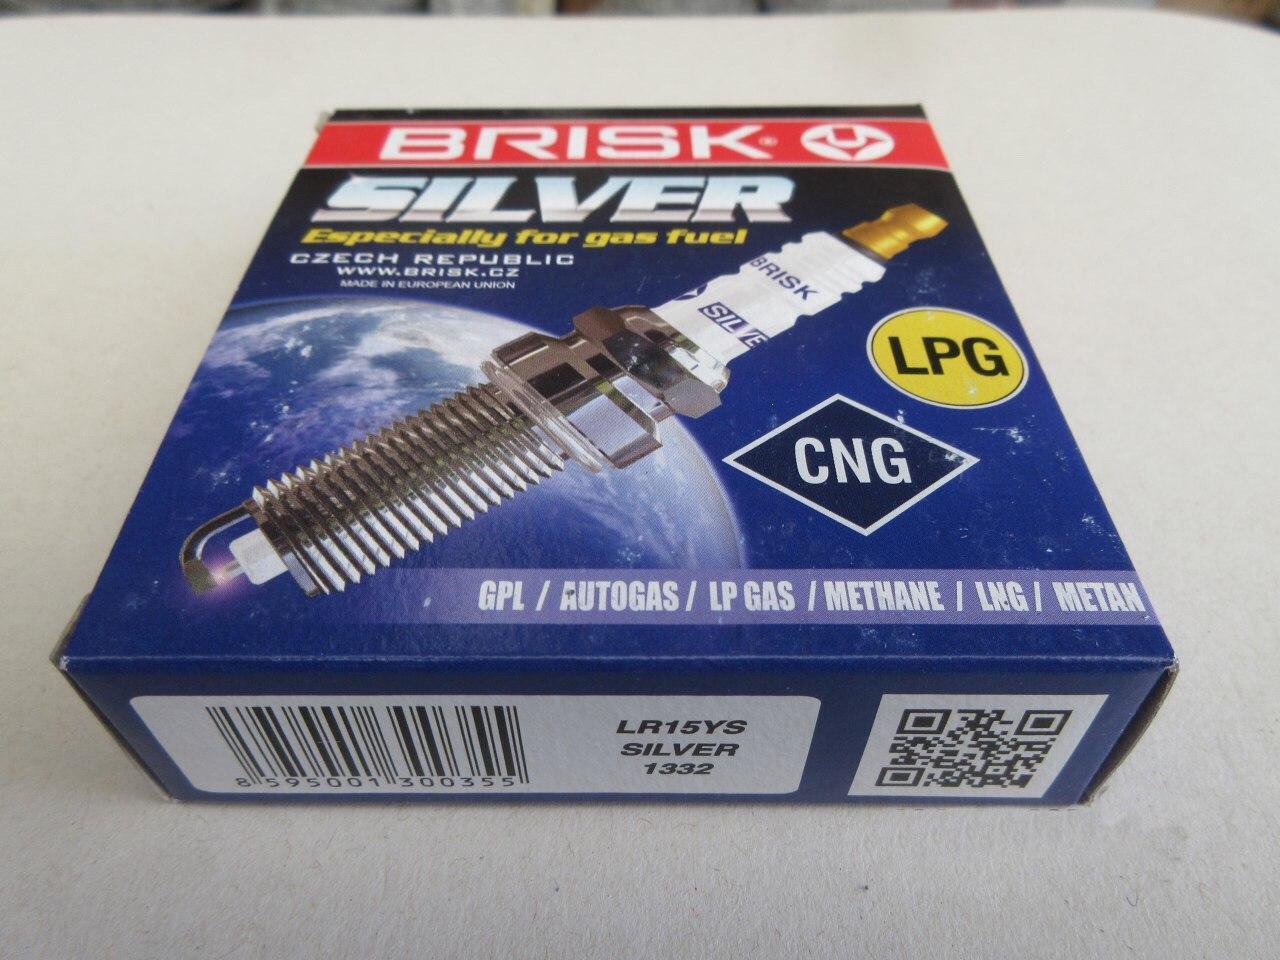 BRISK®
SILVER
Especially for gas fuel
CZECH REPUBLIC
WWW.BRISK.CZ
MADE IN EUROPEAN UNION
BRISK
SILVE
LPG
CNG
GPL / AUTOGAS / LP GAS / METHANE / LNG / METAN
8 595001 300355
LR15YS
SILVER
1332